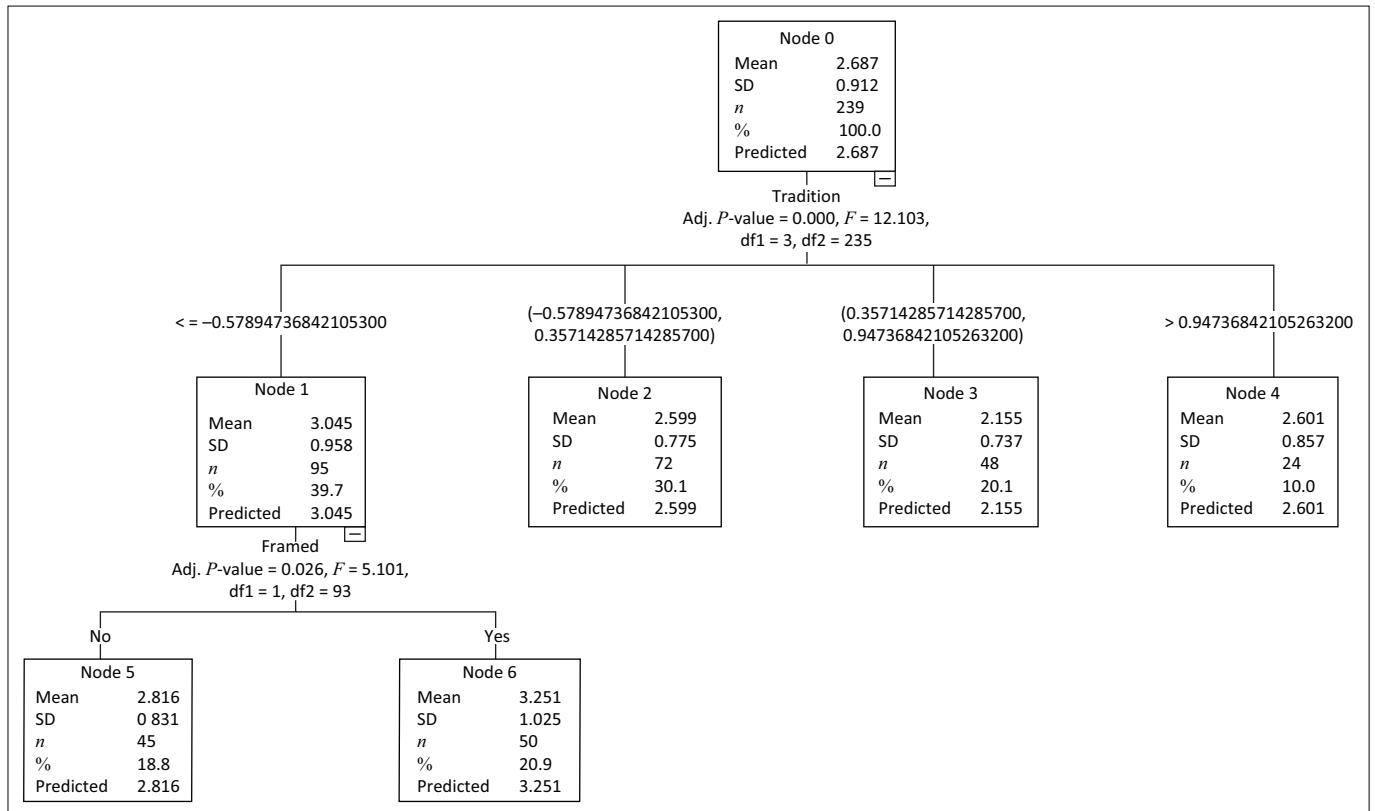 Node 0
Mean 2.687
SD 0.912
n 239
% 100.0
Predicted 2.687
Tradition
Adj. P-value = 0.000, F = 12.103,
df1 = 3, df2 = 235
< = –0.57894736842105300
(–0.57894736842105300,
0.35714285714285700)
(0.35714285714285700,
0.94736842105263200)
> 0.94736842105263200
Node 1
Mean 3.045
SD 0.958
n 95
% 39.7
Predicted 3.045
Node 2
Mean 2.599
SD 0.775
n 72
% 30.1
Predicted 2.599
Node 3
Mean 2.155
SD 0.737
n 48
% 20.1
Predicted 2.155
Node 4
Mean 2.601
SD 0.857
n 24
% 10.0
Predicted 2.601
Framed
Adj. P-value = 0.026, F = 5.101,
df1 = 1, df2 = 93
No
Yes
Node 5
Mean 2.816
SD 0 831
n 45
% 18.8
Predicted 2.816
Node 6
Mean 3.251
SD 1.025
n 50
% 20.9
Predicted 3.251